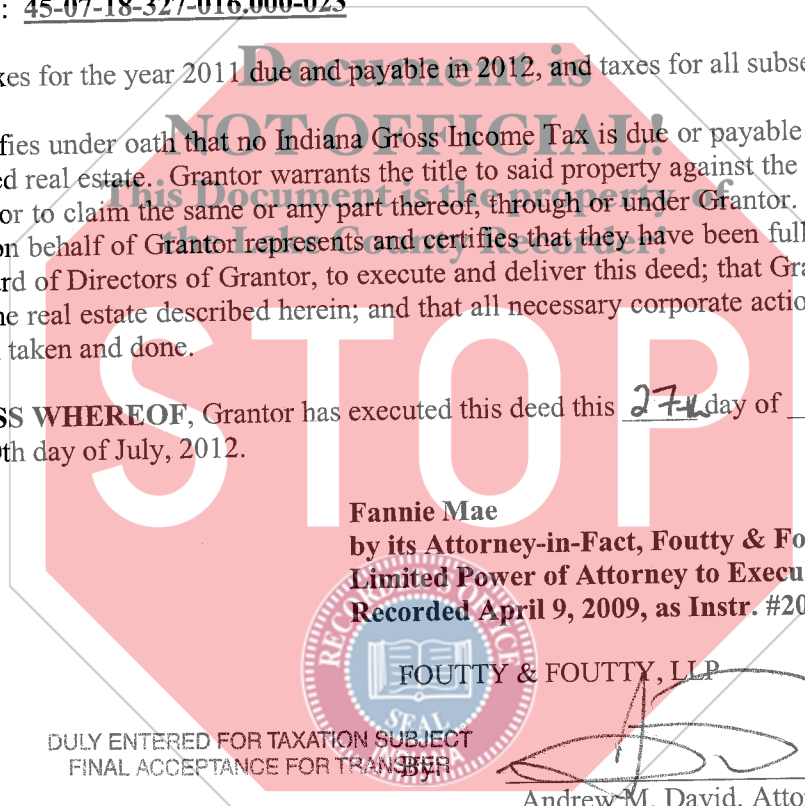 : 45-07-18-327-016.000-023
xes for the year 2011 due and payable in 2012, and taxes for all subse
Document is
NOT OFFICIAL!
This Document is the property of
the Lake County Recorder!
fies under oath that no Indiana Gross Income Tax is due or payable
ed real estate. Grantor warrants the title to said property against the
or to claim the same or any part thereof, through or under Grantor.
on behalf of Grantor represents and certifies that they have been full
rd of Directors of Grantor, to execute and deliver this deed; that Gra
he real estate described herein; and that all necessary corporate actio
taken and done.
STOP
SS WHEREOF, Grantor has executed this deed this 27th day of
th day of July, 2012.
Fannie Mae
by its Attorney-in-Fact, Foutty & Fo
Limited Power of Attorney to Execu
Recorded April 9, 2009, as Instr. #20
RECORDER'S OFFICE
SEAL
INDIANA
FOUTTY & FOUTTY, LLP
DULY ENTERED FOR TAXATION SUBJECT
FINAL ACCEPTANCE FOR TRANSFER
By:
Andrew M. David, Attor